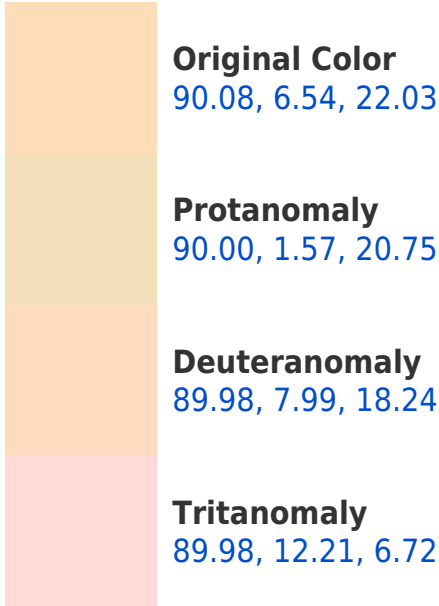 Original Color
90.08, 6.54, 22.03
Protanomaly
90.00, 1.57, 20.75
Deuteranomaly
89.98, 7.99, 18.24
Tritanomaly
89.98, 12.21, 6.72